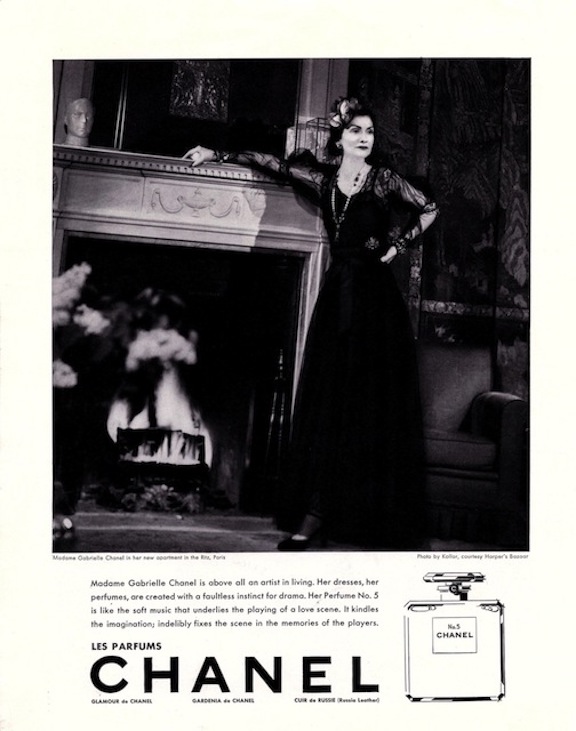 Madame Gabrielle Chanel in her new apartment in the Ritz, Paris
Photo by Kollar, courtesy Harper's Bazaar
Madame Gabrielle Chanel is above all an artist in living. Her dresses, her
perfumes, are created with a faultless instinct for drama. Her Perfume No. 5
is like the soft music that underlies the playing of a love scene. It kindles
the imagination; indelibly fixes the scene in the memories of the players.
LES PARFUMS
CHANEL
GLAMOUR de CHANEL
GARDENIA de CHANEL
CUIR de RUSSIE (Russia Leather)
No. 5
CHANEL